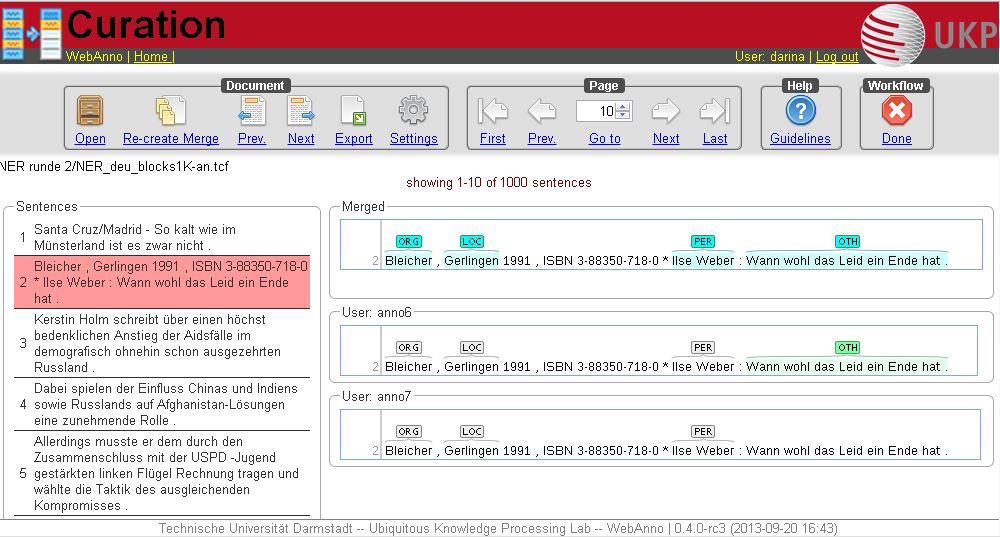 Curation
UKP
WebAnno | Home |
User: darina | Log out
Document
Page
Help
Workflow
10
Open Re-create Merge Prev. Next Export Settings
First Prev. Go to Next Last
Guidelines
Done
NER runde 2/NER_deu_blocks1K-an.tcf
showing 1-10 of 1000 sentences
Sentences
1 Santa Cruz/Madrid - So kalt wie im
Münsterland ist es zwar nicht .
Bleicher , Gerlingen 1991 , ISBN 3-88350-718-0
2 * Ilse Weber : Wann wohl das Leid ein Ende
hat .
Kerstin Holm schreibt über einen höchst
bedenklichen Anstieg der Aidsfälle im
3 demografisch ohnehin schon ausgezehrten
Russland .
Dabei spielen der Einfluss Chinas und Indiens
4 sowie Russlands auf Afghanistan-Lösungen
eine zunehmende Rolle .
Allerdings musste er dem durch den
Zusammenschluss mit der USPD -Jugend
5 gestärkten linken Flügel Rechnung tragen und
wählte die Taktik des ausgleichenden
Kompromisses .
Merged
ORG LOC PER OTH
2 Bleicher , Gerlingen 1991 , ISBN 3-88350-718-0 * Ilse Weber : Wann wohl das Leid ein Ende hat .
User: anno6
ORG LOC PER OTH
2 Bleicher , Gerlingen 1991 , ISBN 3-88350-718-0 * Ilse Weber : Wann wohl das Leid ein Ende hat .
User: anno7
ORG LOC PER
2 Bleicher , Gerlingen 1991 , ISBN 3-88350-718-0 * Ilse Weber : Wann wohl das Leid ein Ende hat .
Technische Universität Darmstadt -- Ubiquitous Knowledge Processing Lab -- WebAnno | 0.4.0-rc3 (2013-09-20 16:43)